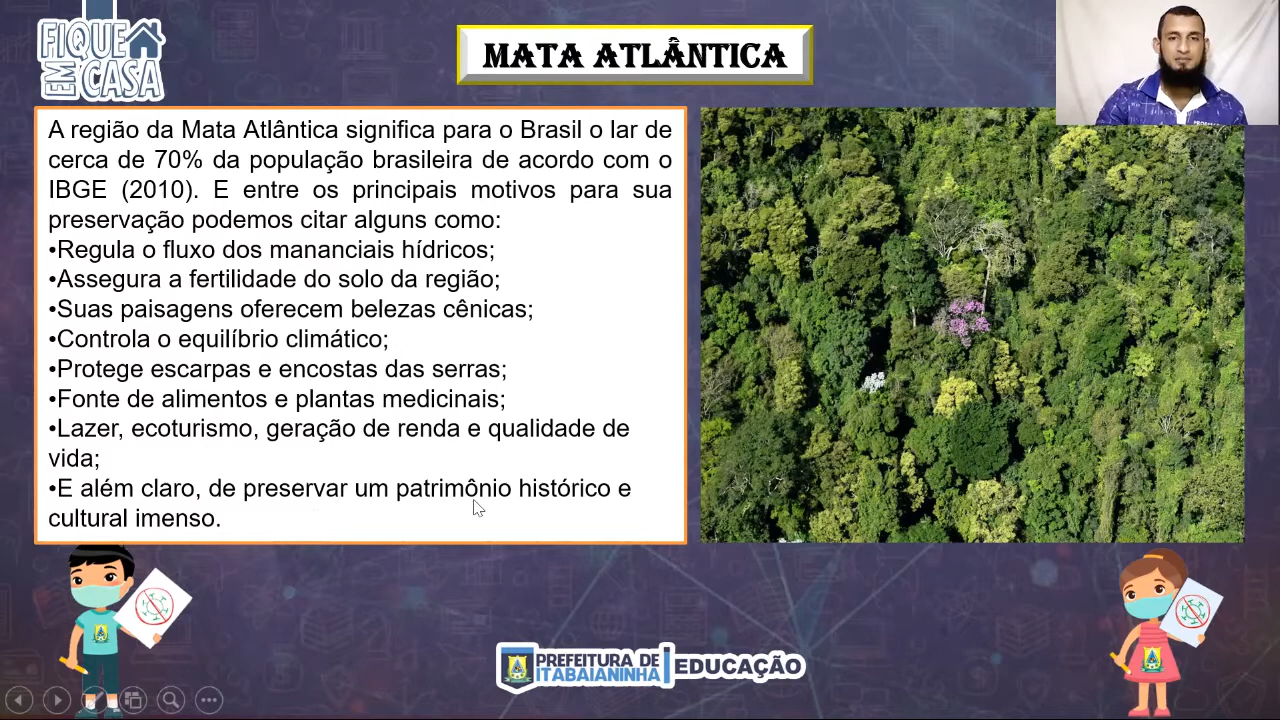 FIQUE
EM CASA
MATA ATLÂNTICA
A região da Mata Atlântica significa para o Brasil o lar de
cerca de 70% da população brasileira de acordo com o
IBGE (2010). E entre os principais motivos para sua
preservação podemos citar alguns como:
•Regula o fluxo dos mananciais hídricos;
•Assegura a fertilidade do solo da região;
•Suas paisagens oferecem belezas cênicas;
•Controla o equilíbrio climático;
•Protege escarpas e encostas das serras;
•Fonte de alimentos e plantas medicinais;
•Lazer, ecoturismo, geração de renda e qualidade de
vida;
•E além claro, de preservar um patrimônio histórico e
cultural imenso.
PREFEITURA DE
ITABAIANINHA
EDUCAÇÃO